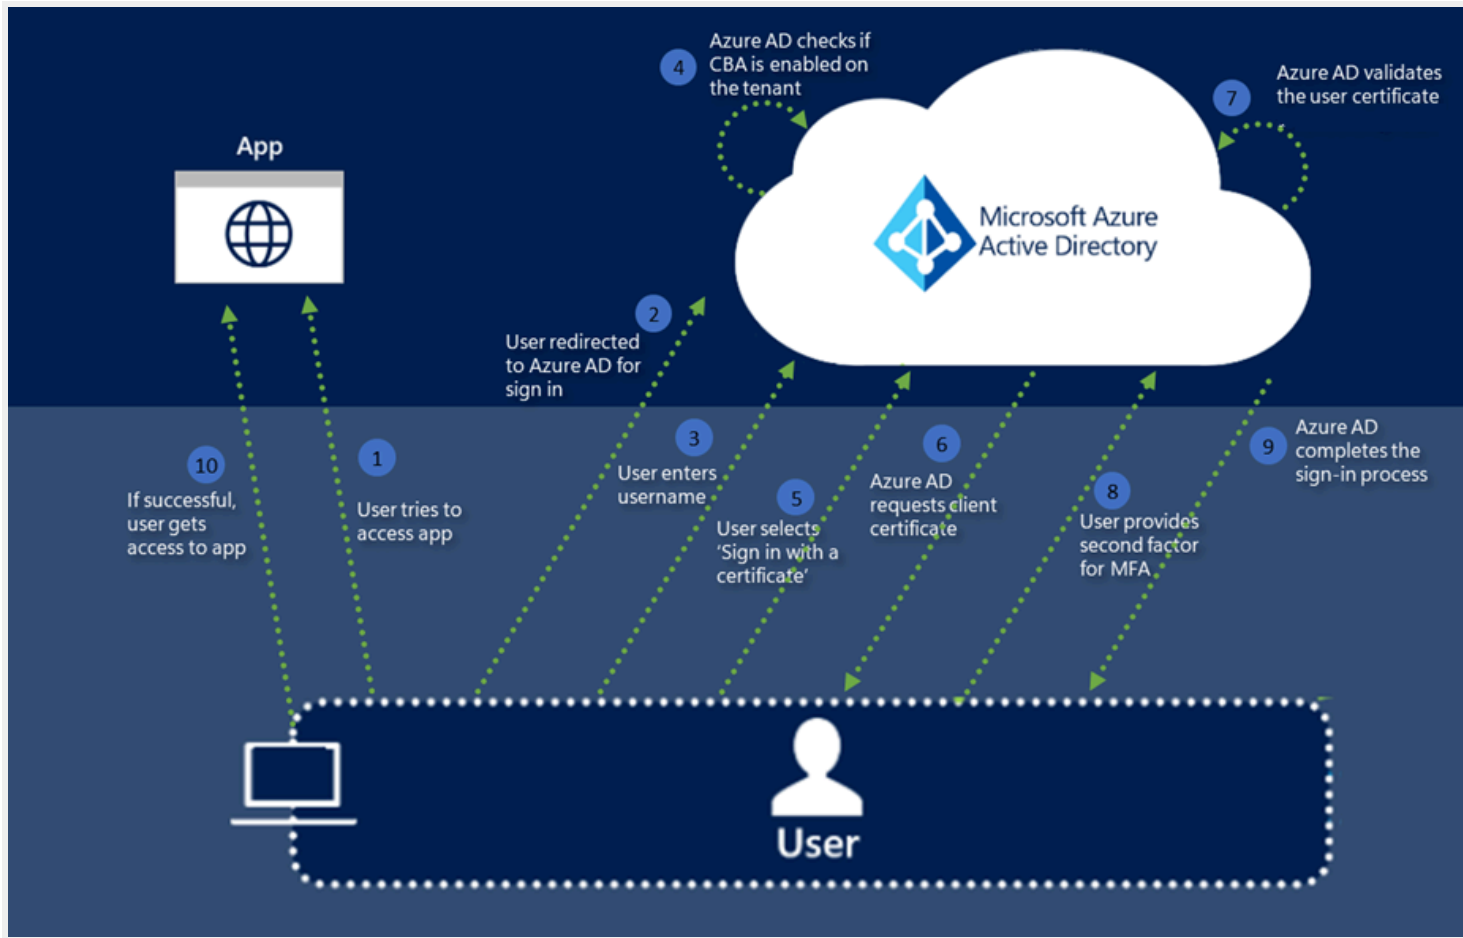 4
Azure AD checks if
CBA is enabled on
the tenant
7
Azure AD validates
the user certificate
App
Microsoft Azure
Active Directory
2
User redirected
to Azure AD for
sign in
10
If successful,
user gets
access to app
1
User tries to
access app
3
User enters
username
5
User selects
‘Sign in with a
certificate’
6
Azure AD
requests client
certificate
8
User provides
second factor
for MFA
9
Azure AD
completes the
sign-in process
User